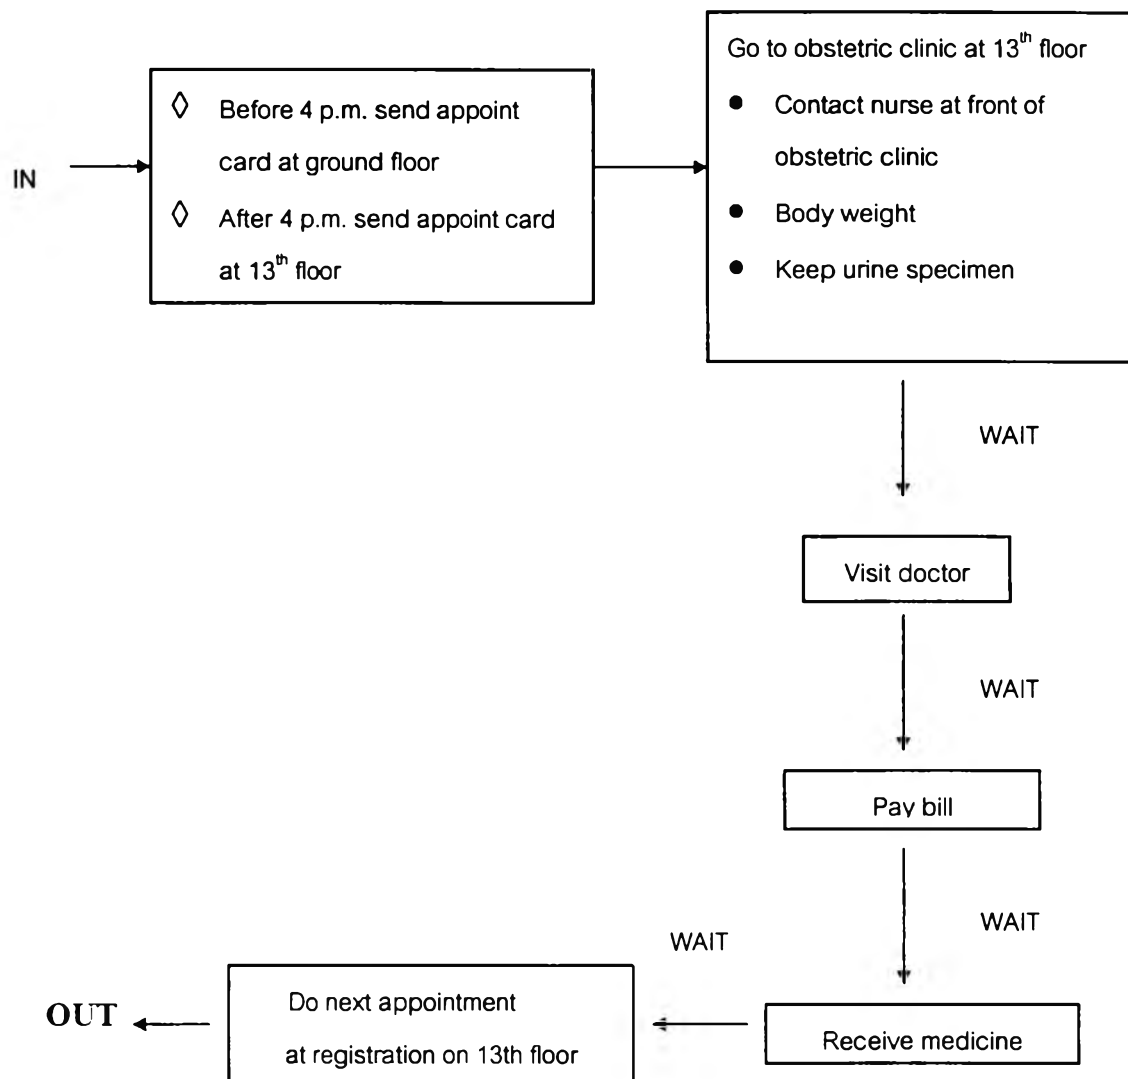 IN
◊ Before 4 p.m. send appoint
card at ground floor
◊ After 4 p.m. send appoint card
at 13th floor
Go to obstetric clinic at 13th floor
● Contact nurse at front of
obstetric clinic
● Body weight
● Keep urine specimen
WAIT
Visit doctor
WAIT
Pay bill
WAIT
Receive medicine
WAIT
Do next appointment
at registration on 13th floor
OUT